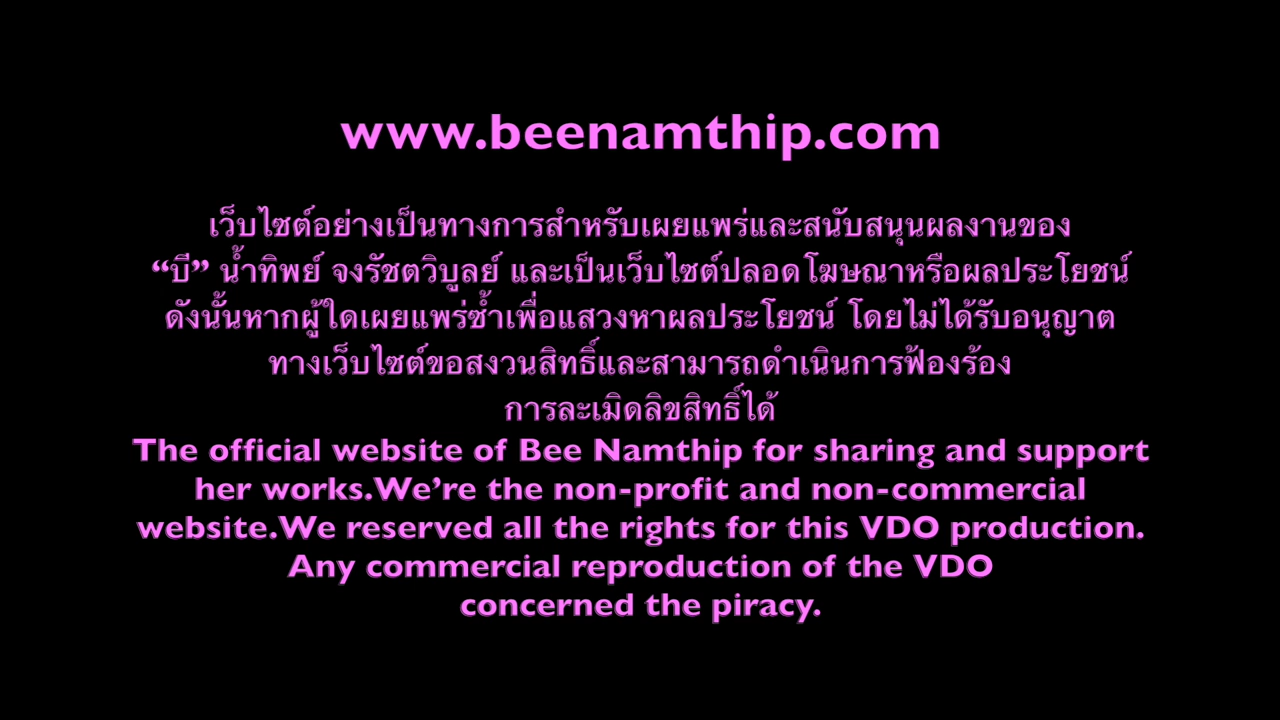 www.beenamthip.com
เว็บไซต์อย่างเป็นทางการสำหรับเผยแพร่และสนับสนุนผลงานของ
“บี” น้ำทิพย์ จงรัชตวิบูลย์ และเป็นเว็บไซต์ปลอดโฆษณาหรือผลประโยชน์
ดังนั้นหากผู้ใดเผยแพร่ซ้ำเพื่อแสวงหาผลประโยชน์ โดยไม่ได้รับอนุญาต
ทางเว็บไซต์ขอสงวนสิทธิ์และสามารถดำเนินการฟ้องร้อง
การละเมิดลิขสิทธิ์ได้
The official website of Bee Namthip for sharing and support
her works.We’re the non-profit and non-commercial
website.We reserved all the rights for this VDO production.
Any commercial reproduction of the VDO
concerned the piracy.